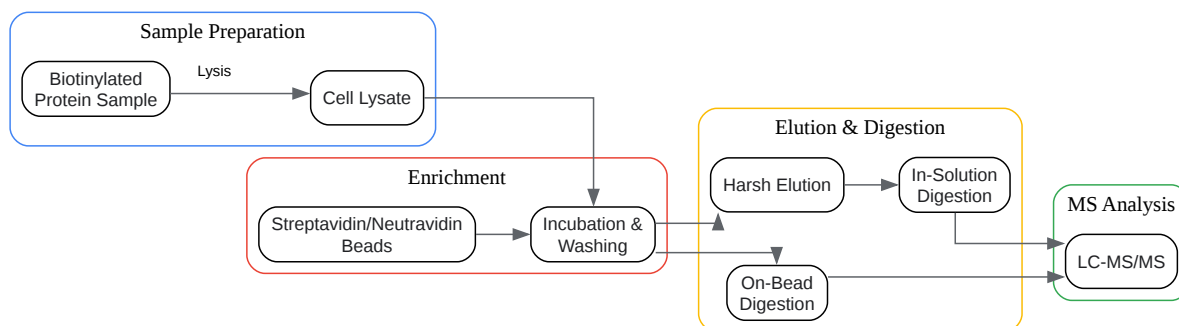 Sample Preparation
Biotinylated
Protein Sample
Lysis
Cell Lysate
Enrichment
Streptavidin/Neutravidin
Beads
Incubation &
Washing
Elution & Digestion
Harsh Elution
In-Solution
Digestion
On-Bead
Digestion
MS Analysis
LC-MS/MS